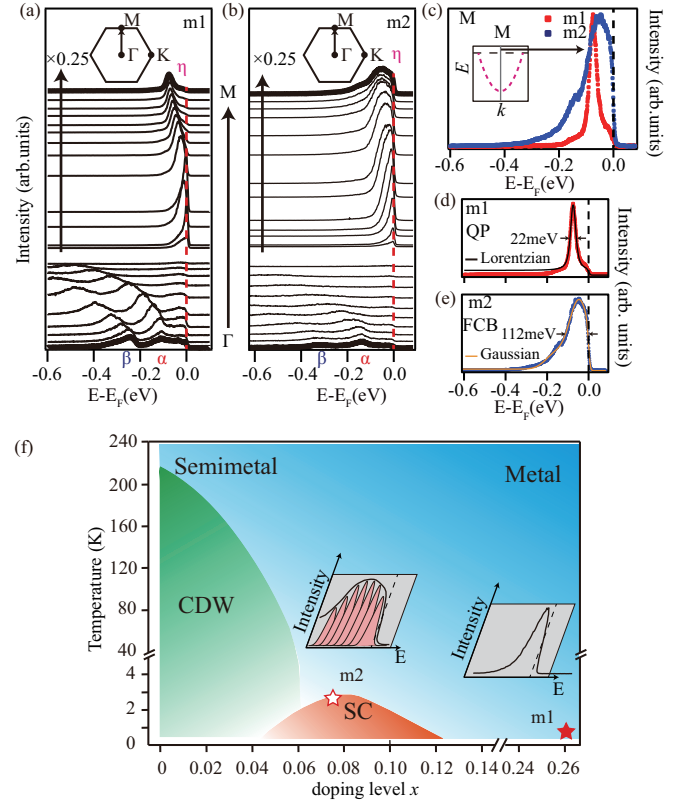 (a)
M
Γ
K
m1
×0.25
η
Intensity (arb.units)
β
α
-0.6
-0.4
-0.2
0.0
E-E_F(eV)
(b)
M
Γ
K
m2
×0.25
η
M
Γ
β
α
-0.6
-0.4
-0.2
0.0
E-E_F(eV)
(c)
M
m1
m2
M
E
k
Intensity (arb.units)
-0.6
-0.4
-0.2
0.0
E-E_F(eV)
(d)
m1
QP
22meV
Lorentzian
(e)
m2
FCB
112meV
Gaussian
Intensity (arb. units)
-0.6
-0.4
-0.2
0.0
E-E_F(eV)
(f)
Semimetal
Metal
CDW
SC
m2
m1
Intensity
E
Intensity
E
Temperature (K)
240
200
160
120
80
40
4
2
0
0
0.02
0.04
0.06
0.08
0.10
0.12
0.14
0.24
0.26
doping level x